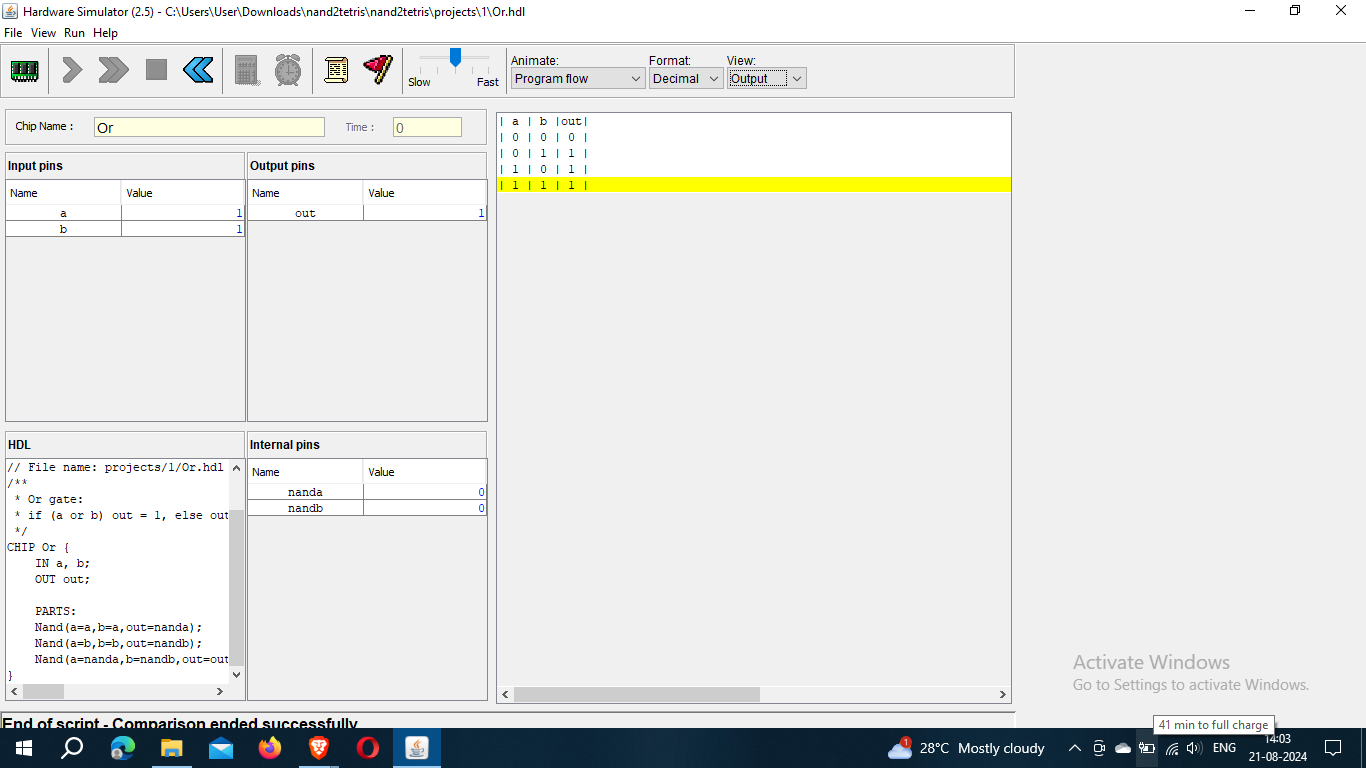 Hardware Simulator (2.5) - C:\Users\User\Downloads\nand2tetris\nand2tetris\projects\1\Or.hdl
File View Run Help
Slow Fast
Animate: Format: View:
Program flow Decimal Output
Chip Name : Or Time : 0
Input pins
Name Value
a 1
b 1
Output pins
Name Value
out 1
| a | b |out|
| 0 | 0 | 0 |
| 0 | 1 | 1 |
| 1 | 0 | 1 |
| 1 | 1 | 1 |
HDL
// File name: projects/1/Or.hdl
/**
* Or gate:
* if (a or b) out = 1, else out
*/
CHIP Or {
IN a, b;
OUT out;
PARTS:
Nand(a=a,b=a,out=nanda);
Nand(a=b,b=b,out=nandb);
Nand(a=nanda,b=nandb,out=out
}
Internal pins
Name Value
nanda 0
nandb 0
Activate Windows
Go to Settings to activate Windows.
End of script - Comparison ended successfully
41 min to full charge
1 28°C Mostly cloudy ENG 14:03
21-08-2024